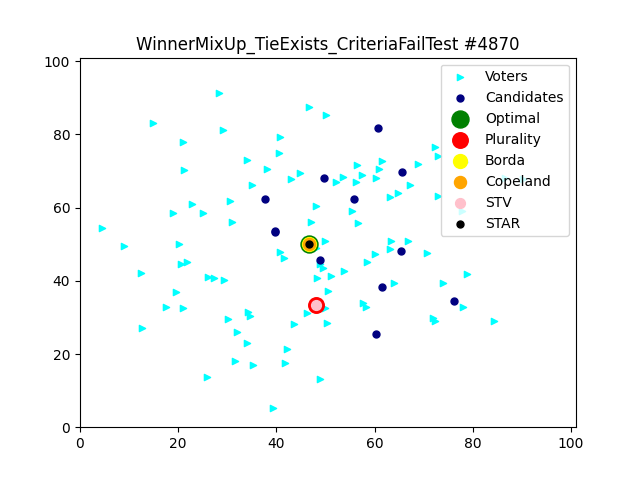 WinnerMixUp_TieExists_CriteriaFailTest #4870
100
80
60
40
20
0
0
20
40
60
80
100
Voters
Candidates
Optimal
Plurality
Borda
Copeland
STV
STAR